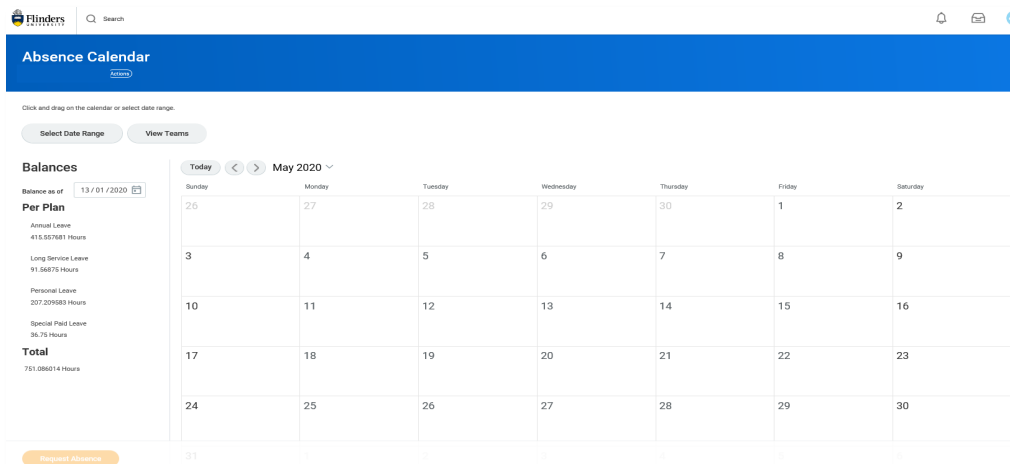 Flinders
UNIVERSITY
Search
Absence Calendar
Actions
Click and drag on the calendar or select date range.
Select Date Range View Teams
Balances
Balance as of 13 / 01 / 2020
Per Plan
Annual Leave
415.557681 Hours
Long Service Leave
91.56875 Hours
Personal Leave
207.209583 Hours
Special Paid Leave
36.75 Hours
Total
751.086014 Hours
Request Absence
Today May 2020
Sunday Monday Tuesday Wednesday Thursday Friday Saturday
26 27 28 29 30 1 2
3 4 5 6 7 8 9
10 11 12 13 14 15 16
17 18 19 20 21 22 23
24 25 26 27 28 29 30
31